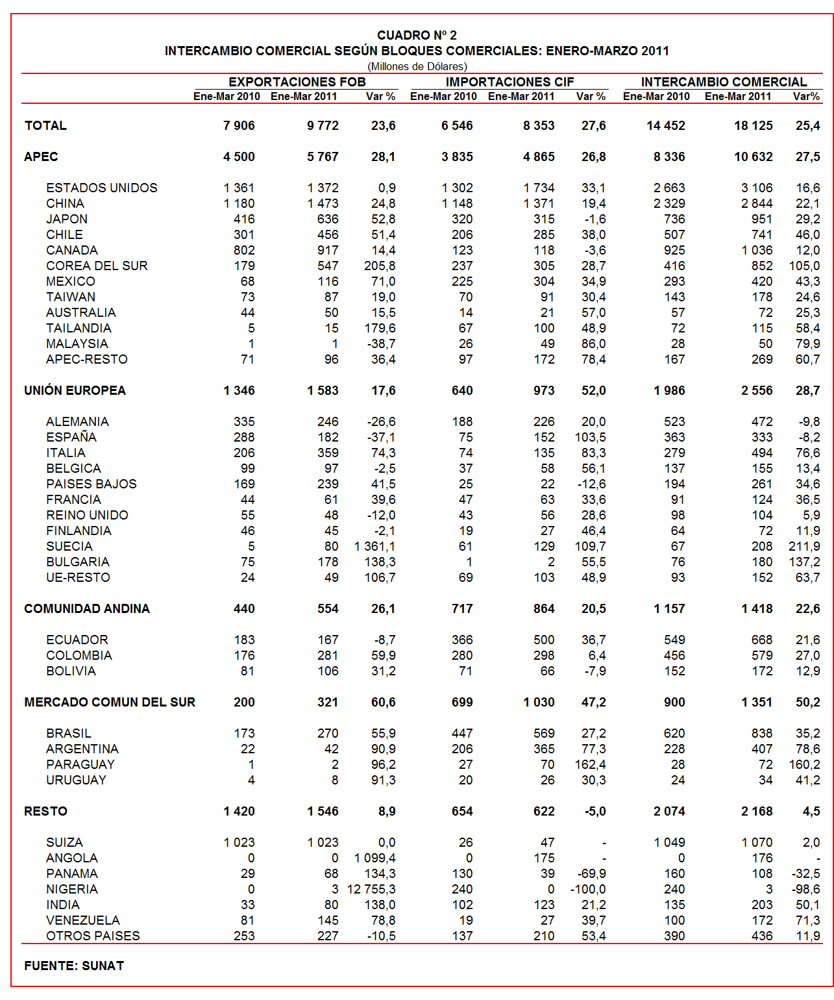 CUADRO Nº 2
INTERCAMBIO COMERCIAL SEGÚN BLOQUES COMERCIALES: ENERO-MARZO 2011
(Millones de Dólares)
EXPORTACIONES FOB IMPORTACIONES CIF INTERCAMBIO COMERCIAL
Ene-Mar 2010 Ene-Mar 2011 Var % Ene-Mar 2010 Ene-Mar 2011 Var % Ene-Mar 2010 Ene-Mar 2011 Var%
TOTAL 7 906 9 772 23,6 6 546 8 353 27,6 14 452 18 125 25,4
APEC 4 500 5 767 28,1 3 835 4 865 26,8 8 336 10 632 27,5
ESTADOS UNIDOS 1 361 1 372 0,9 1 302 1 734 33,1 2 663 3 106 16,6
CHINA 1 180 1 473 24,8 1 148 1 371 19,4 2 329 2 844 22,1
JAPON 416 636 52,8 320 315 -1,6 736 951 29,2
CHILE 301 456 51,4 206 285 38,0 507 741 46,0
CANADA 802 917 14,4 123 118 -3,6 925 1 036 12,0
COREA DEL SUR 179 547 205,8 237 305 28,7 416 852 105,0
MEXICO 68 116 71,0 225 304 34,9 293 420 43,3
TAIWAN 73 87 19,0 70 91 30,4 143 178 24,6
AUSTRALIA 44 50 15,5 14 21 57,0 57 72 25,3
TAILANDIA 5 15 179,6 67 100 48,9 72 115 58,4
MALAYSIA 1 1 -38,7 26 49 86,0 28 50 79,9
APEC-RESTO 71 96 36,4 97 172 78,4 167 269 60,7
UNIÓN EUROPEA 1 346 1 583 17,6 640 973 52,0 1 986 2 556 28,7
ALEMANIA 335 246 -26,6 188 226 20,0 523 472 -9,8
ESPAÑA 288 182 -37,1 75 152 103,5 363 333 -8,2
ITALIA 206 359 74,3 74 135 83,3 279 494 76,6
BELGICA 99 97 -2,5 37 58 56,1 137 155 13,4
PAISES BAJOS 169 239 41,5 25 22 -12,6 194 261 34,6
FRANCIA 44 61 39,6 47 63 33,6 91 124 36,5
REINO UNIDO 55 48 -12,0 43 56 28,6 98 104 5,9
FINLANDIA 46 45 -2,1 19 27 46,4 64 72 11,9
SUECIA 5 80 1 361,1 61 129 109,7 67 208 211,9
BULGARIA 75 178 138,3 1 2 55,5 76 180 137,2
UE-RESTO 24 49 106,7 69 103 48,9 93 152 63,7
COMUNIDAD ANDINA 440 554 26,1 717 864 20,5 1 157 1 418 22,6
ECUADOR 183 167 -8,7 366 500 36,7 549 668 21,6
COLOMBIA 176 281 59,9 280 298 6,4 456 579 27,0
BOLIVIA 81 106 31,2 71 66 -7,9 152 172 12,9
MERCADO COMUN DEL SUR 200 321 60,6 699 1 030 47,2 900 1 351 50,2
BRASIL 173 270 55,9 447 569 27,2 620 838 35,2
ARGENTINA 22 42 90,9 206 365 77,3 228 407 78,6
PARAGUAY 1 2 96,2 27 70 162,4 28 72 160,2
URUGUAY 4 8 91,3 20 26 30,3 24 34 41,2
RESTO 1 420 1 546 8,9 654 622 -5,0 2 074 2 168 4,5
SUIZA 1 023 1 023 0,0 26 47 - 1 049 1 070 2,0
ANGOLA 0 0 1 099,4 0 175 - 0 176 -
PANAMA 29 68 134,3 130 39 -69,9 160 108 -32,5
NIGERIA 0 3 12 755,3 240 0 -100,0 240 3 -98,6
INDIA 33 80 138,0 102 123 21,2 135 203 50,1
VENEZUELA 81 145 78,8 19 27 39,7 100 172 71,3
OTROS PAISES 253 227 -10,5 137 210 53,4 390 436 11,9
FUENTE: SUNAT